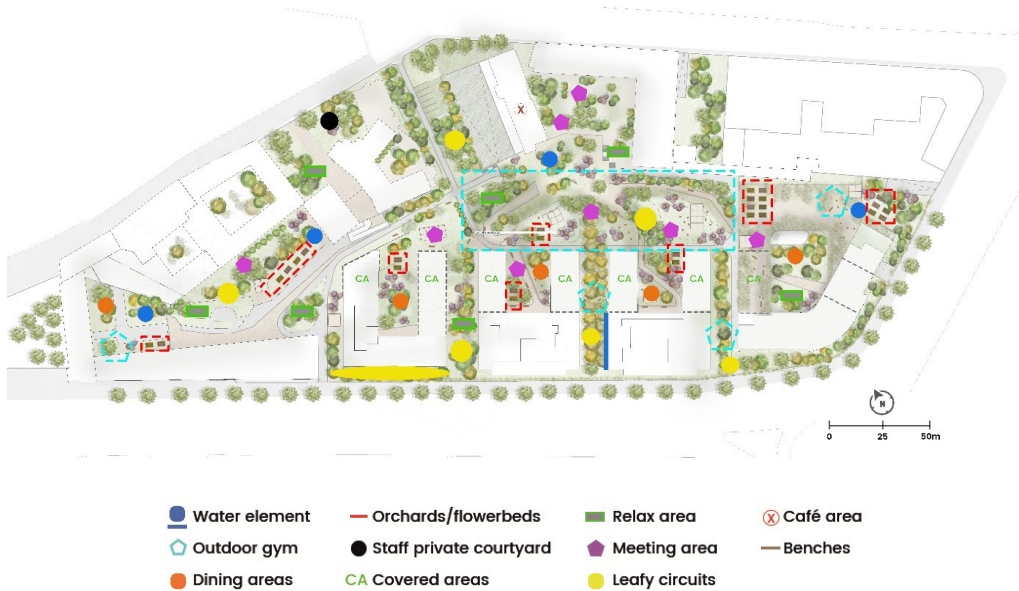 X
CA
CA
CA
CA
CA
CA
CA
N
0 25 50m
Water element
Orchards/flowerbeds
Relax area
X Café area
Outdoor gym
Staff private courtyard
Meeting area
Benches
Dining areas
CA Covered areas
Leafy circuits